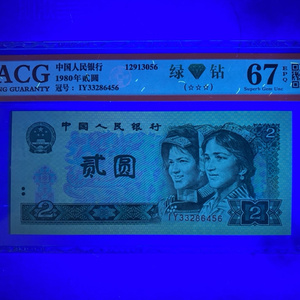 ACG
NG GUARANTY
中国人民银行 12913056
1980年贰圆
冠号: IY33286456
绿 钻
(☆☆☆)
67 EPQ
Superb Gem Unc
中国人民银行
2
贰圆
2
2
IY33286456